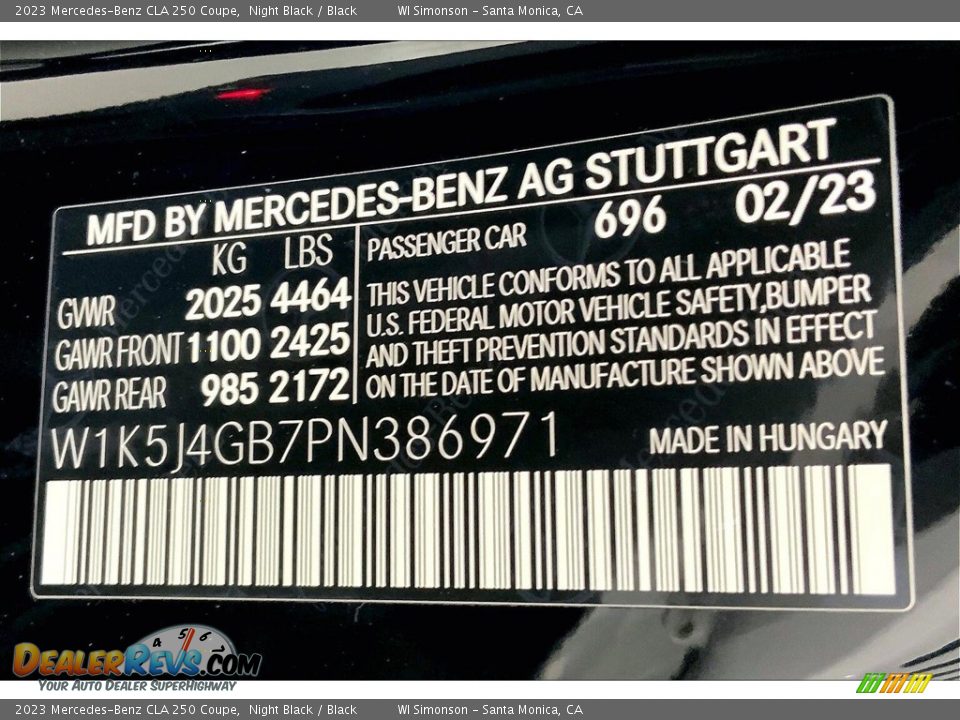 2023 Mercedes-Benz CLA 250 Coupe, Night Black / Black WI Simonson - Santa Monica, CA
MFD BY MERCEDES-BENZ AG STUTTGART
KG LBS
GVWR 2025 4464
GAWR FRONT 1100 2425
GAWR REAR 985 2172
PASSENGER CAR 696 02/23
THIS VEHICLE CONFORMS TO ALL APPLICABLE
U.S. FEDERAL MOTOR VEHICLE SAFETY,BUMPER
AND THEFT PREVENTION STANDARDS IN EFFECT
ON THE DATE OF MANUFACTURE SHOWN ABOVE
W1K5J4GB7PN386971 MADE IN HUNGARY
4 5 6
DEALERREVS.COM
YOUR AUTO DEALER SUPERHIGHWAY
2023 Mercedes-Benz CLA 250 Coupe, Night Black / Black WI Simonson - Santa Monica, CA